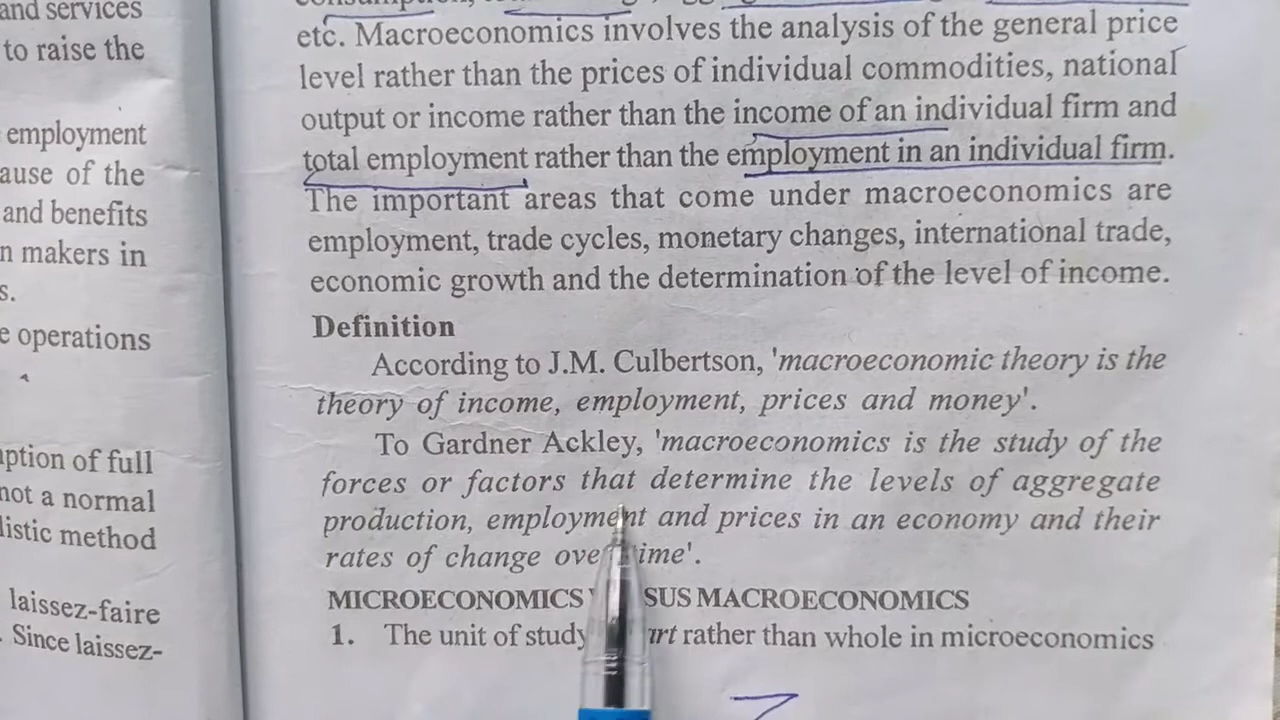 and services
to raise the
employment
ause of the
and benefits
n makers in
s.
e operations
ption of full
not a normal
listic method
laissez-faire
. Since laissez-
etc. Macroeconomics involves the analysis of the general price
level rather than the prices of individual commodities, national
output or income rather than the income of an individual firm and
total employment rather than the employment in an individual firm.
The important areas that come under macroeconomics are
employment, trade cycles, monetary changes, international trade,
economic growth and the determination of the level of income.
Definition
According to J.M. Culbertson, 'macroeconomic theory is the
theory of income, employment, prices and money'.
To Gardner Ackley, 'macroeconomics is the study of the
forces or factors that determine the levels of aggregate
production, employment and prices in an economy and their
rates of change over time'.
MICROECONOMICS SUS MACROECONOMICS
1. The unit of study art rather than whole in microeconomics